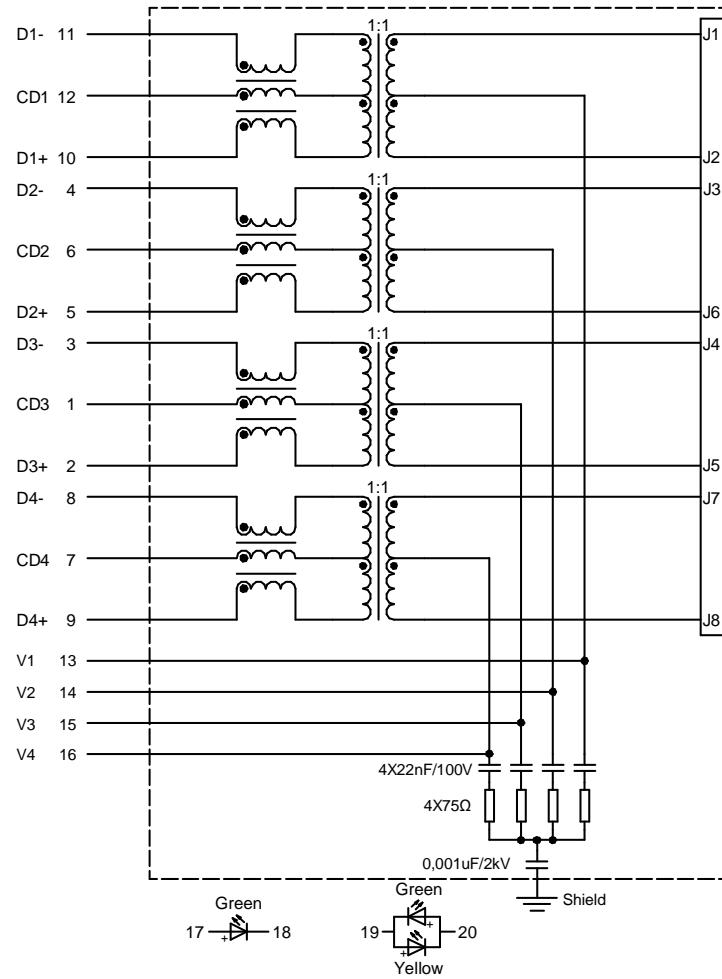 1:1
D1- 11 J1
CD1 12
D1+ 10 J2
1:1
D2- 4 J3
CD2 6
D2+ 5 J6
1:1
D3- 3 J4
CD3 1
D3+ 2 J5
1:1
D4- 8 J7
CD4 7
D4+ 9 J8
V1 13
V2 14
V3 15
V4 16
4X22nF/100V
4X75Ω
0,001uF/2kV
Shield
Green
17 + 18
Green
19 + 20
+
Yellow